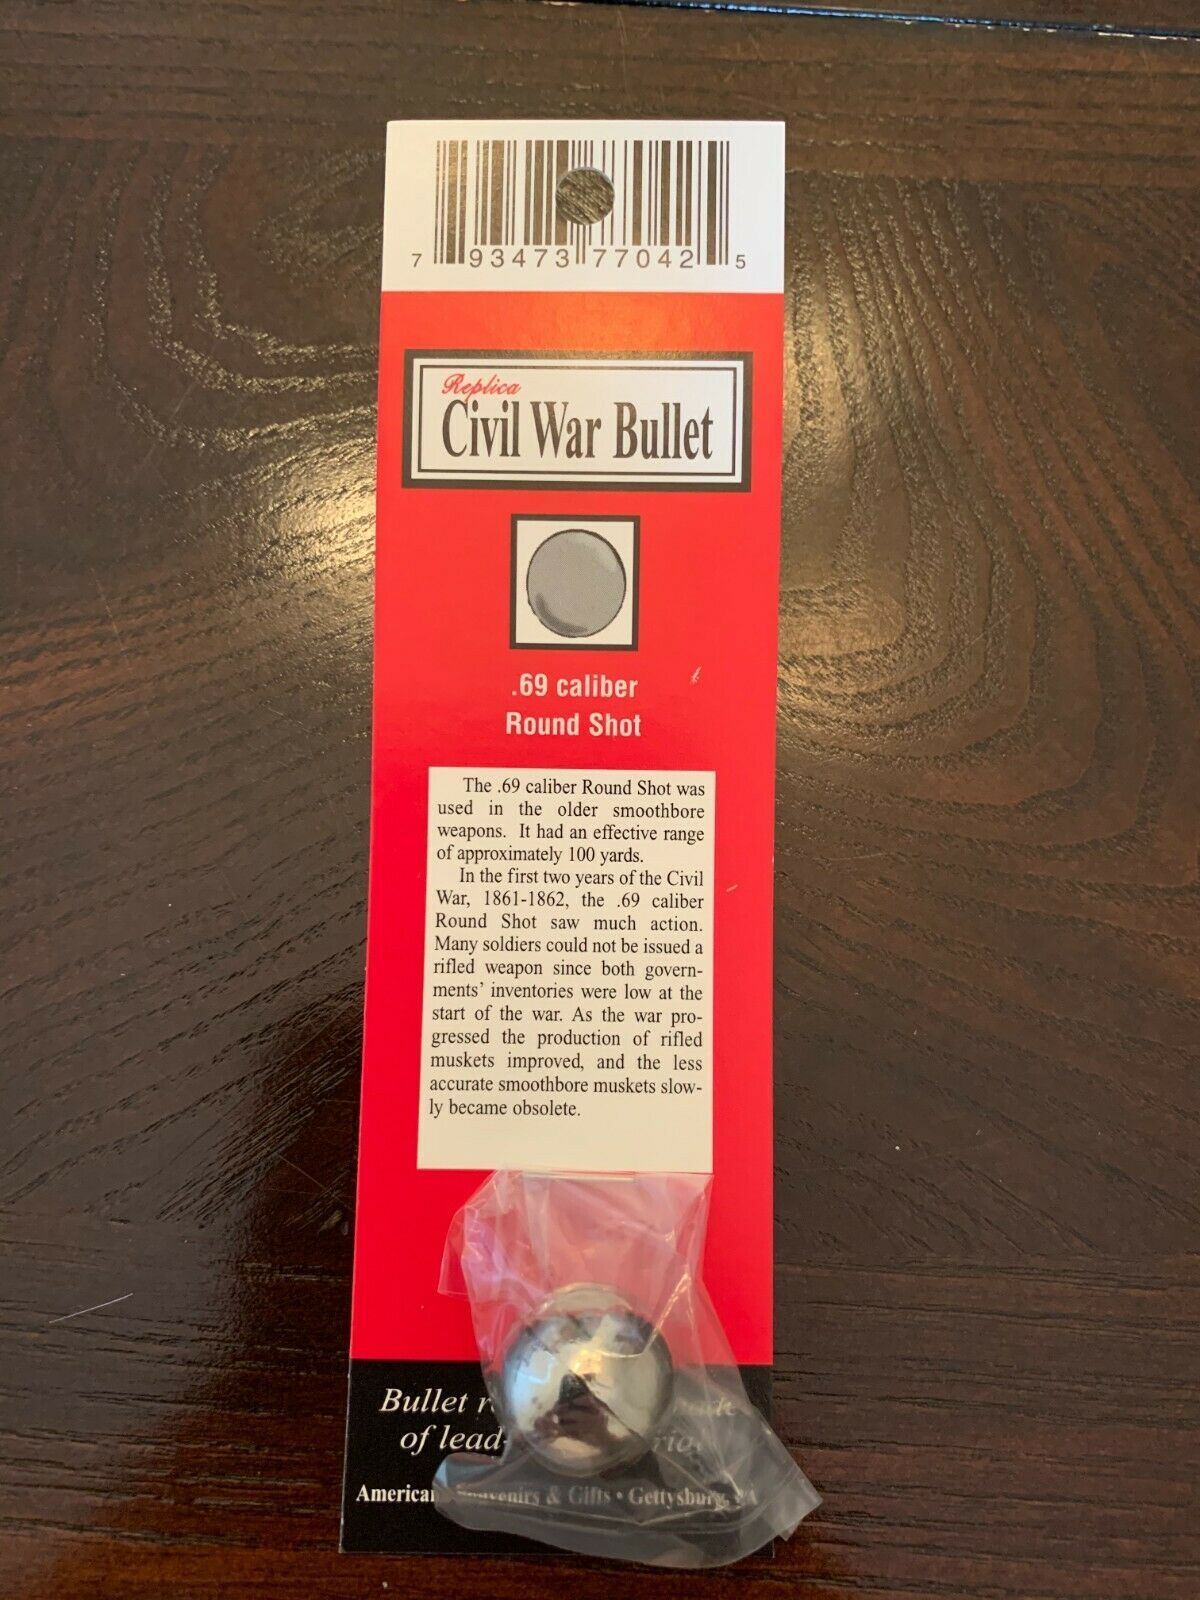 7 93473 77042 5
Replica
Civil War Bullet
.69 caliber
Round Shot
The .69 caliber Round Shot was
used in the older smoothbore
weapons. It had an effective range
of approximately 100 yards.
In the first two years of the Civil
War, 1861-1862, the .69 caliber
Round Shot saw much action.
Many soldiers could not be issued a
rifled weapon since both govern-
ments' inventories were low at the
start of the war. As the war pro-
gressed the production of rifled
muskets improved, and the less
accurate smoothbore muskets slow-
ly became obsolete.
Bullet
of lead-
American Souvenirs & Gifts • Gettysburg, PA